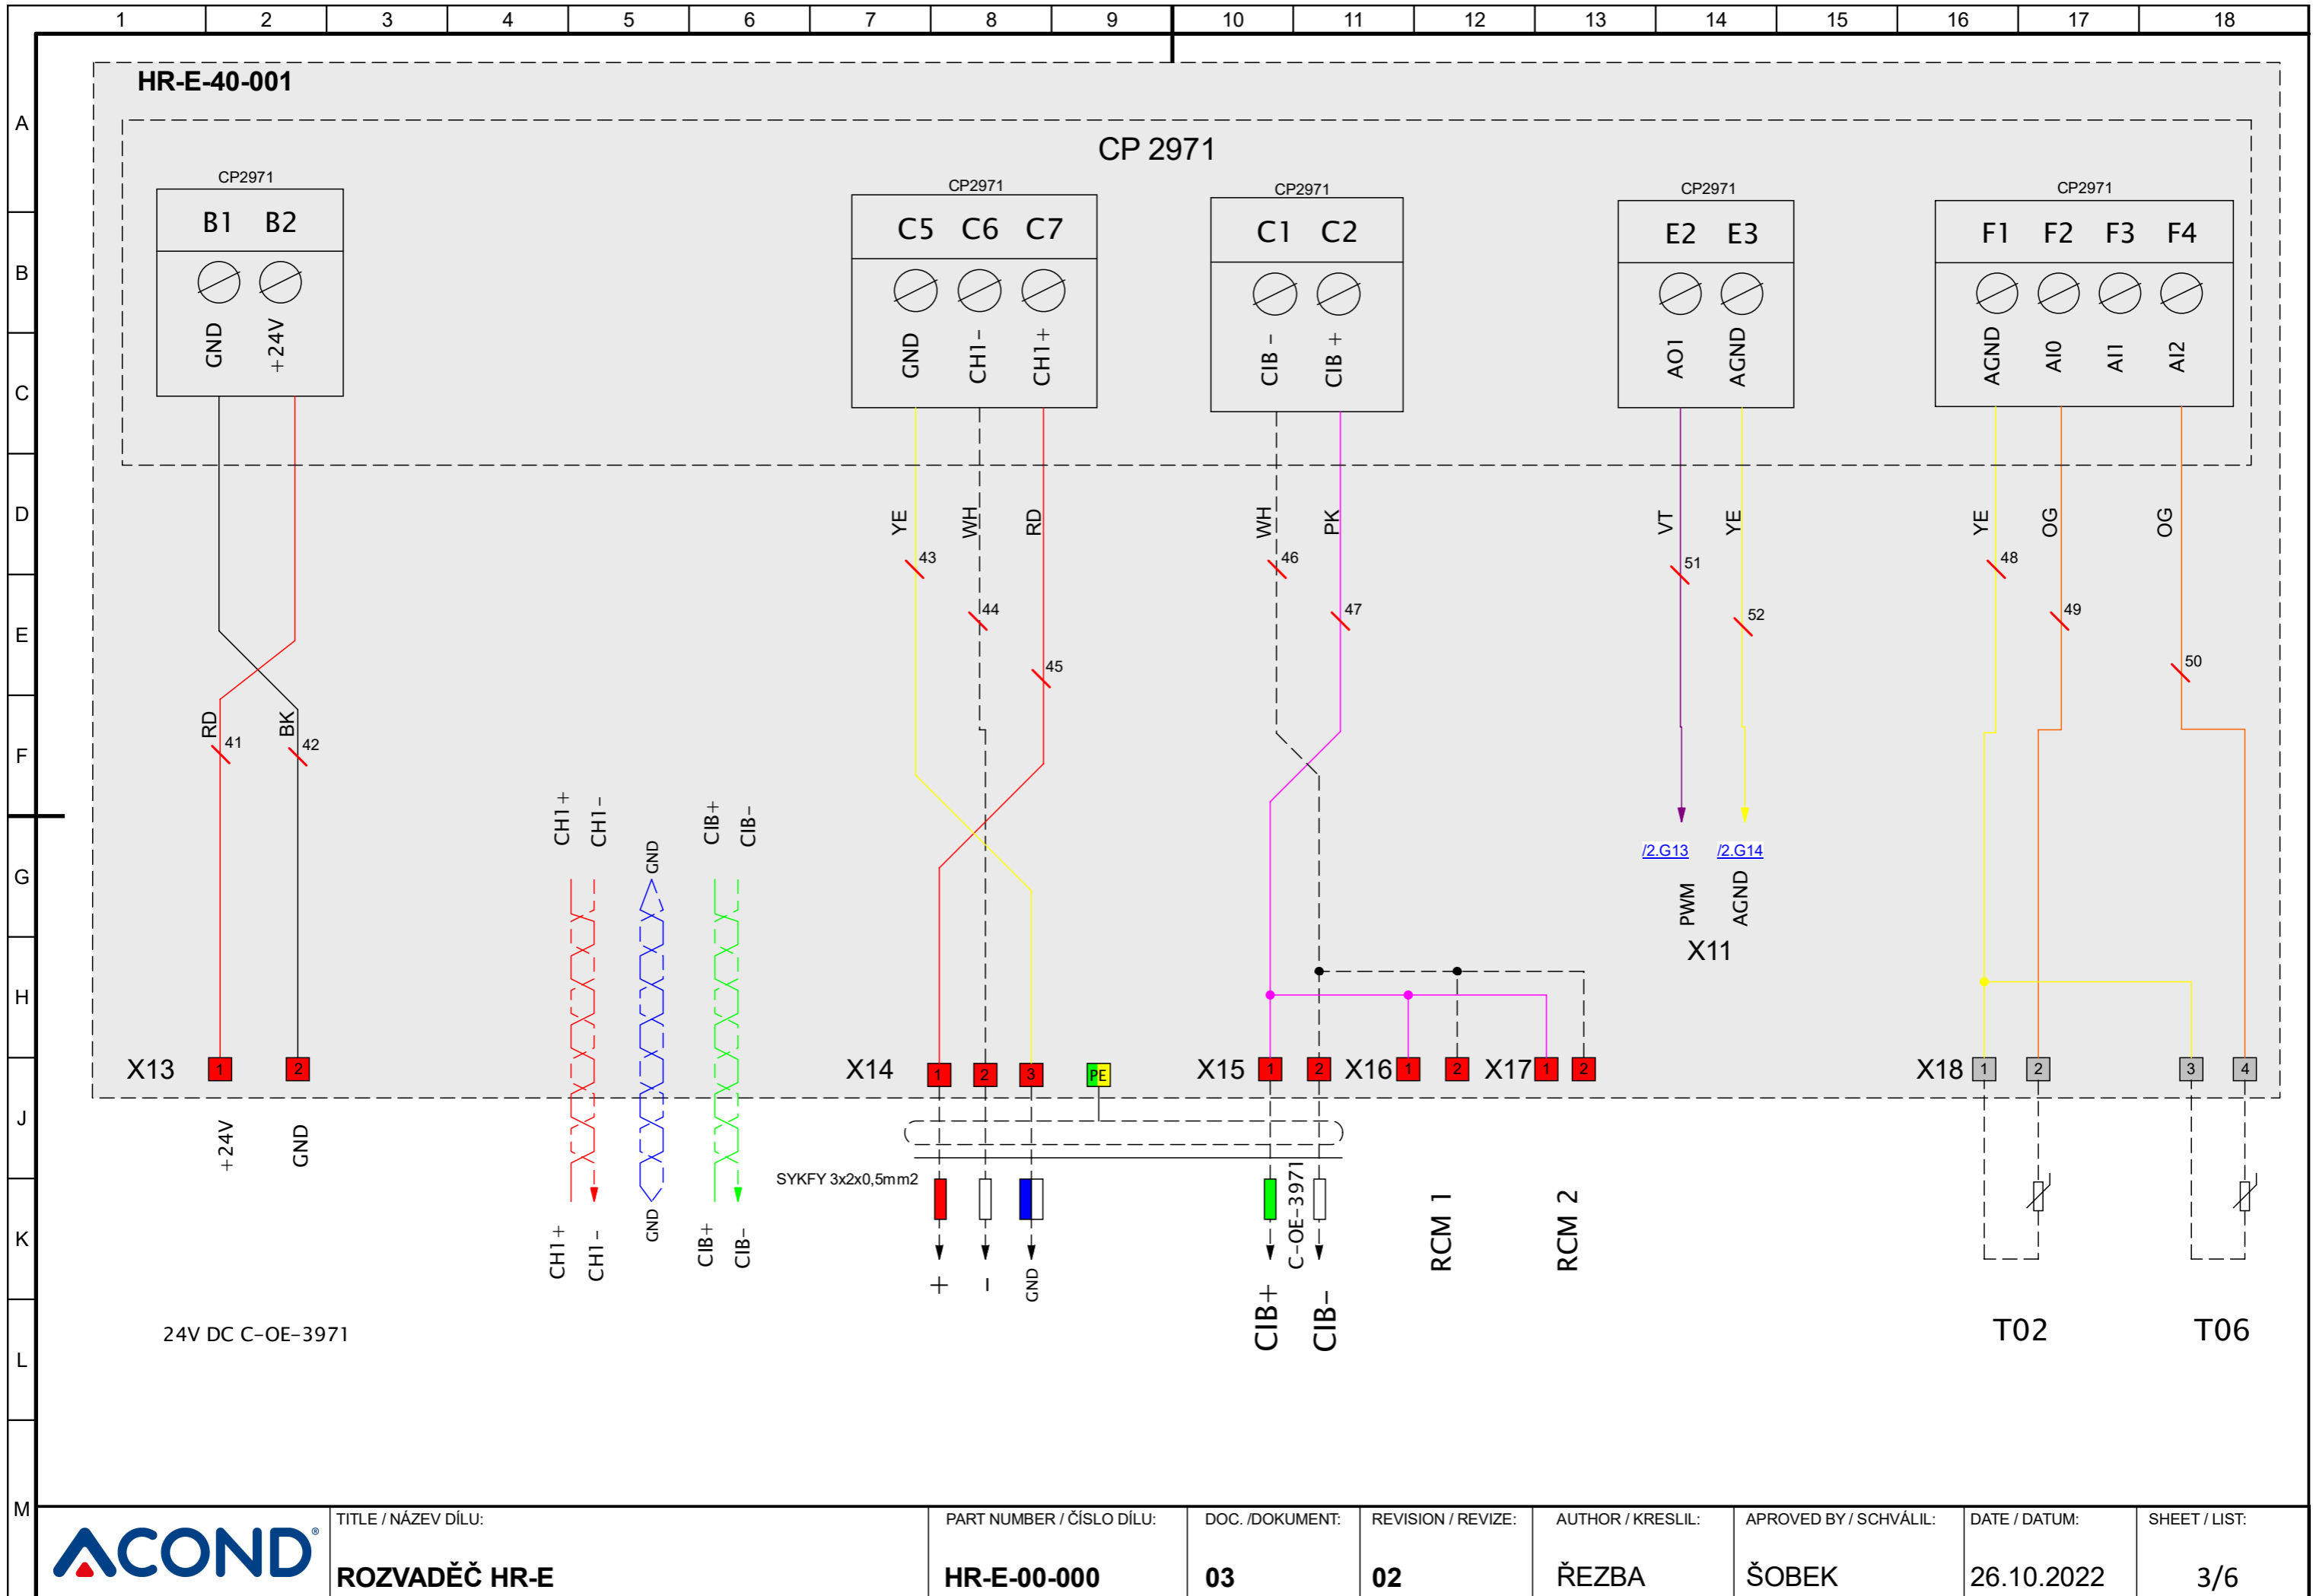 1 2 3 4 5 6 7 8 9 10 11 12 13 14 15 16 17 18
A
B
C
D
E
F
G
H
J
K
L
M
HR-E-40-001
CP 2971
CP2971
B1 B2
GND +24V
CP2971
C5 C6 C7
GND CH1- CH1+
CP2971
C1 C2
CIB - CIB +
CP2971
E2 E3
AO1 AGND
CP2971
F1 F2 F3 F4
AGND AI0 AI1 AI2
YE WH RD WH PK VT YE YE OG OG
43 46 51 48
44 47 52 49
45 50
RD BK
41 42
CH1+ CH1- GND CIB+ CIB-
/2.G13 /2.G14
PWM AGND
X11
X13 1 2
X14 1 2 3 PE
X15 1 2 X16 1 2 X17 1 2
X18 1 2 3 4
+24V GND
SYKFY 3x2x0,5mm2
CH1+ CH1- GND CIB+ CIB-
+ - GND
CIB+ C-OE-3971 CIB-
RCM 1 RCM 2
24V DC C-OE-3971
T02 T06
ACOND®
TITLE / NÁZEV DÍLU:
ROZVADĚČ HR-E
PART NUMBER / ČÍSLO DÍLU:
HR-E-00-000
DOC. /DOKUMENT:
03
REVISION / REVIZE:
02
AUTHOR / KRESLIL:
ŘEZBA
APROVED BY / SCHVÁLIL:
ŠOBEK
DATE / DATUM:
26.10.2022
SHEET / LIST:
3/6